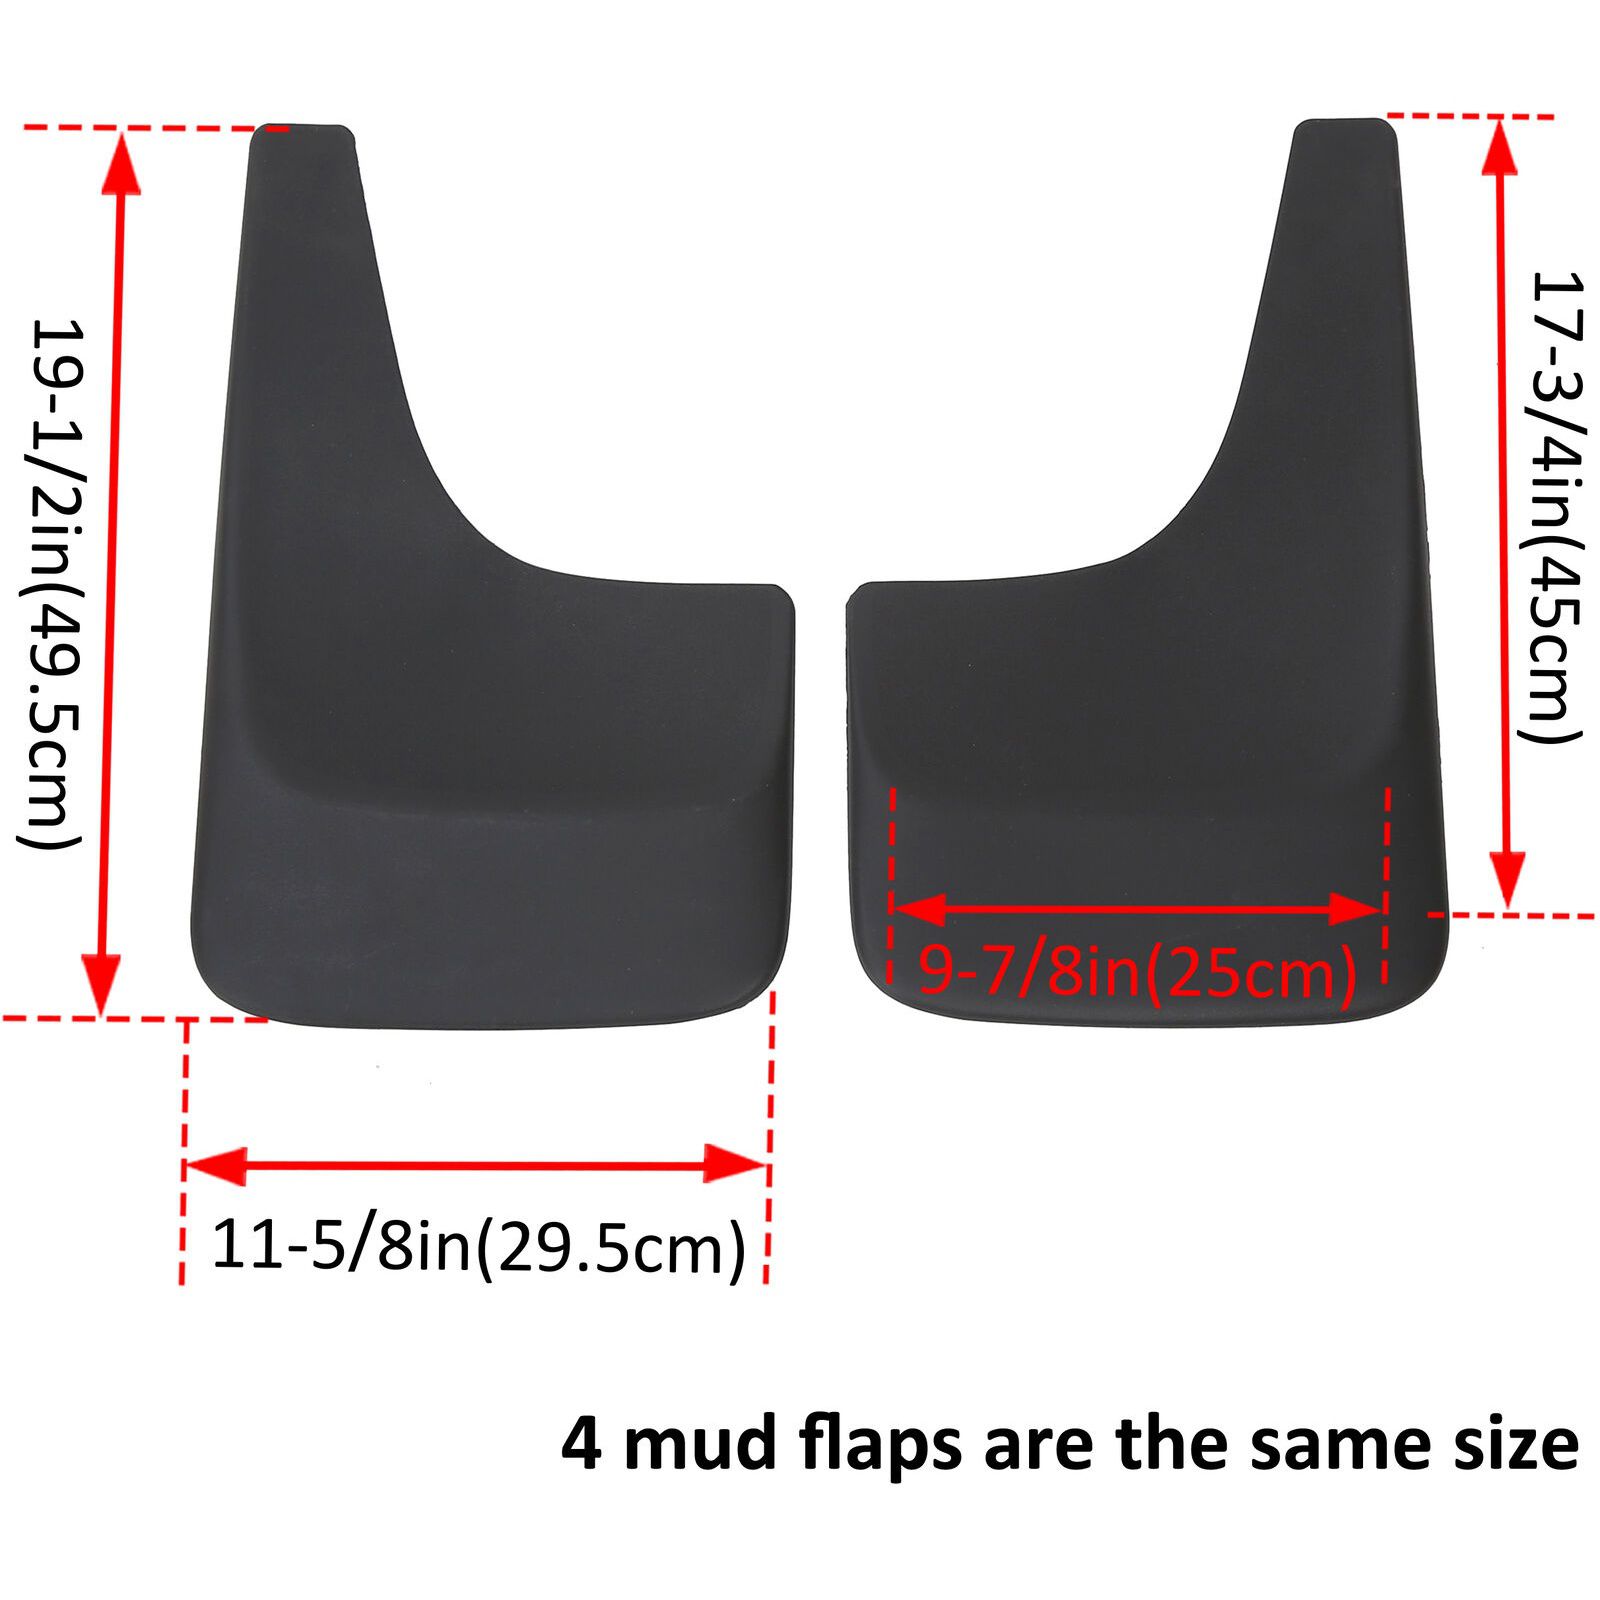 19-1/2in(49.5cm)
17-3/4in(45cm)
9-7/8in(25cm)
11-5/8in(29.5cm)
4 mud flaps are the same size